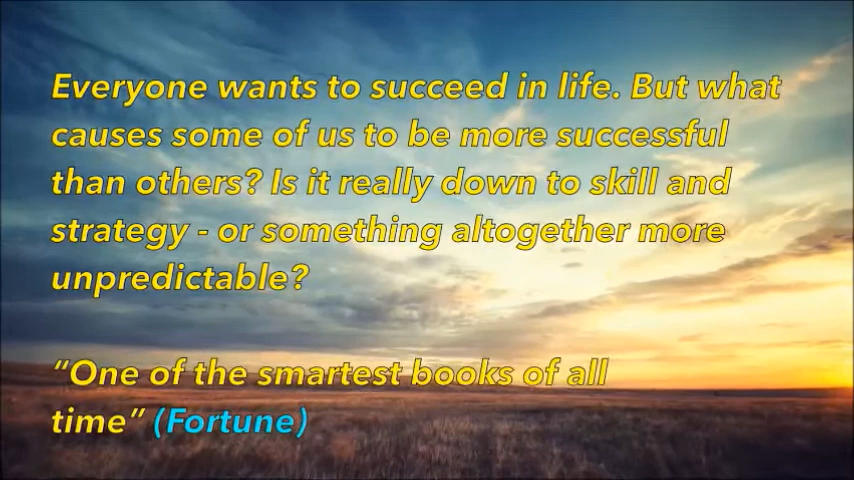 Everyone wants to succeed in life. But what
causes some of us to be more successful
than others? Is it really down to skill and
strategy - or something altogether more
unpredictable?
“One of the smartest books of all
time” (Fortune)